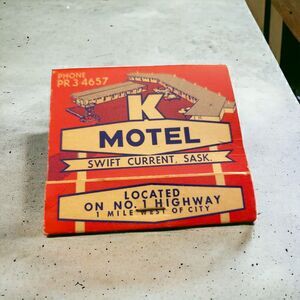 PHONE
PR 3-4657
K
MOTEL
SWIFT CURRENT, SASK.
LOCATED
ON NO. 1 HIGHWAY
1 MILE WEST OF CITY